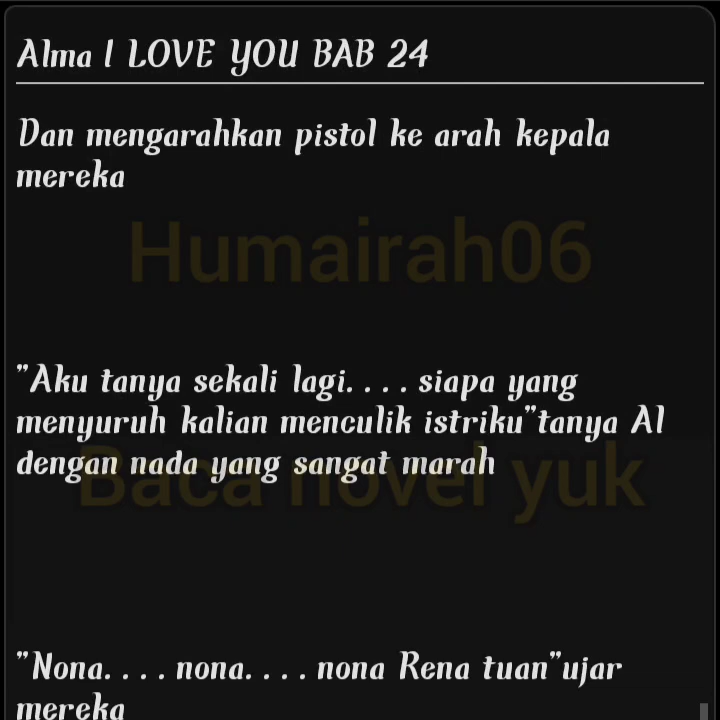 Alma I LOVE YOU BAB 24
Dan mengarahkan pistol ke arah kepala
mereka
Humairah06
"Aku tanya sekali lagi. . . . siapa yang
menyuruh kalian menculik istriku"tanya Al
dengan nada yang sangat marah
Baca novel yuk
"Nona. . . . nona. . . . nona Rena tuan"ujar
mereka